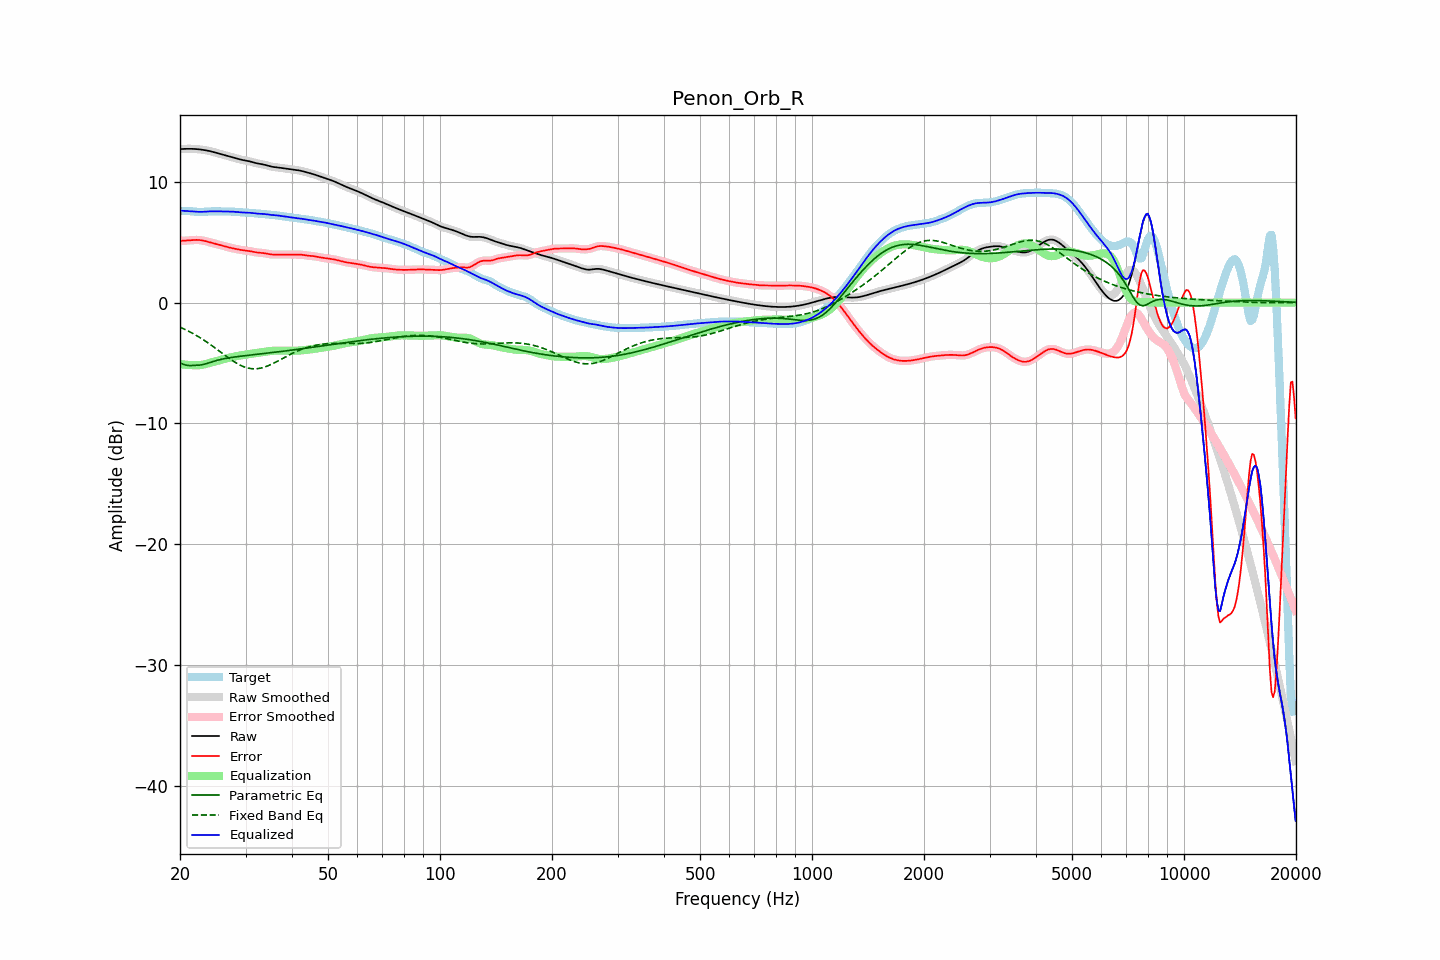 Penon_Orb_R
Amplitude (dBr)
10
0
−10
−20
−30
−40
Target
Raw Smoothed
Error Smoothed
Raw
Error
Equalization
Parametric Eq
Fixed Band Eq
Equalized
20 50 100 200 500 1000 2000 5000 10000 20000
Frequency (Hz)